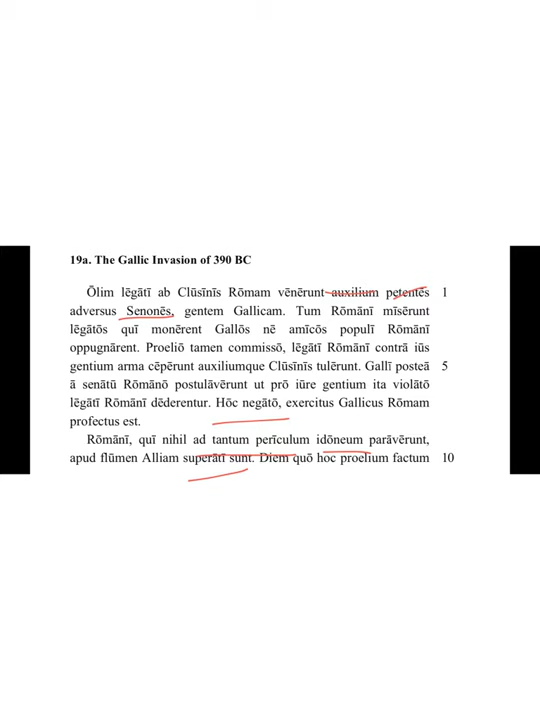 19a. The Gallic Invasion of 390 BC
Ōlim lēgātī ab Clūsīnīs Rōmam vēnērunt auxilium petentēs 1
adversus Senonēs, gentem Gallicam. Tum Rōmānī mīsērunt
lēgātōs quī monērent Gallōs nē amīcōs populī Rōmānī
oppugnārent. Proeliō tamen commissō, lēgātī Rōmānī contrā iūs
gentium arma cēpērunt auxiliumque Clūsīnīs tulērunt. Gallī posteā 5
ā senātū Rōmānō postulāvērunt ut prō iūre gentium ita violātō
lēgātī Rōmānī dēderentur. Hōc negātō, exercitus Gallicus Rōmam
profectus est.
Rōmānī, quī nihil ad tantum perīculum idōneum parāverunt,
apud flūmen Alliam superātī sunt. Diem quō hoc proelium factum 10